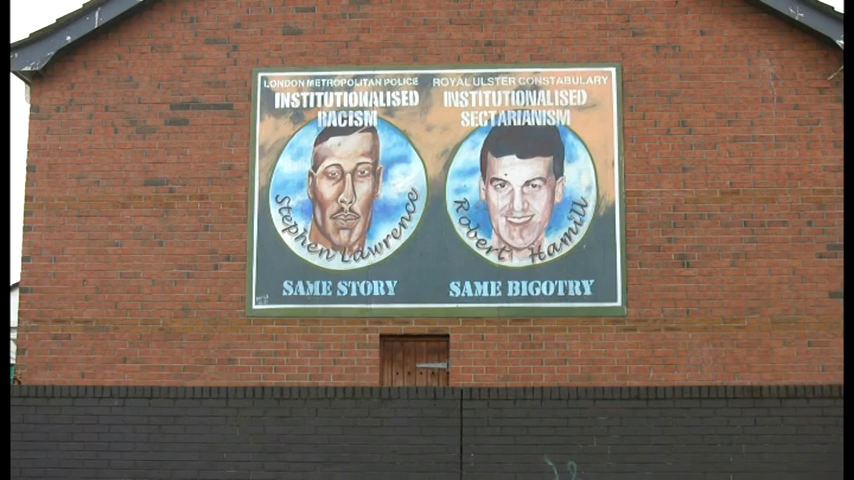 LONDON METROPOLITAN POLICE
INSTITUTIONALISED
RACISM
Stephen Lawrence
SAME STORY
ROYAL ULSTER CONSTABULARY
INSTITUTIONALISED
SECTARIANISM
Robert Hamill
SAME BIGOTRY